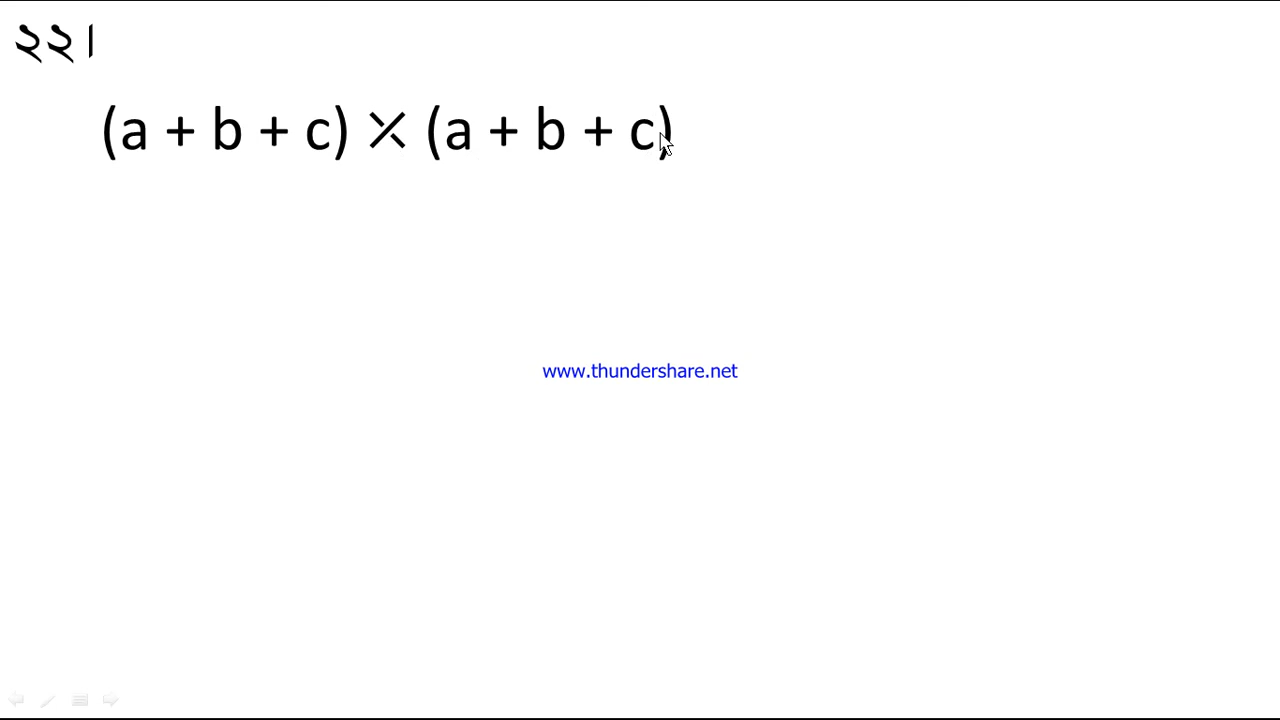 ২২।
(a + b + c) × (a + b + c)
www.thundershare.net